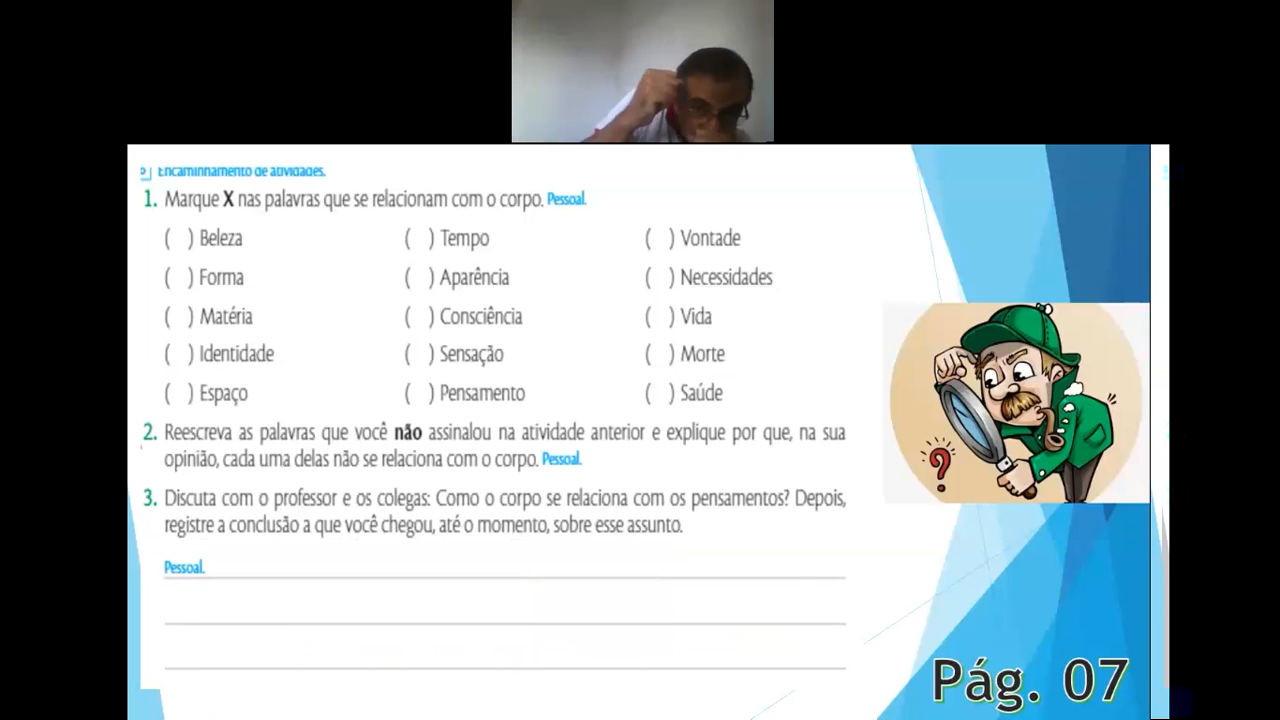 Encaminhamento de atividades.
1. Marque X nas palavras que se relacionam com o corpo. Pessoal.
( ) Beleza ( ) Tempo ( ) Vontade
( ) Forma ( ) Aparência ( ) Necessidades
( ) Matéria ( ) Consciência ( ) Vida
( ) Identidade ( ) Sensação ( ) Morte
( ) Espaço ( ) Pensamento ( ) Saúde
2. Reescreva as palavras que você não assinalou na atividade anterior e explique por que, na sua
opinião, cada uma delas não se relaciona com o corpo. Pessoal.
3. Discuta com o professor e os colegas: Como o corpo se relaciona com os pensamentos? Depois,
registre a conclusão a que você chegou, até o momento, sobre esse assunto.
Pessoal.
?
Pág. 07